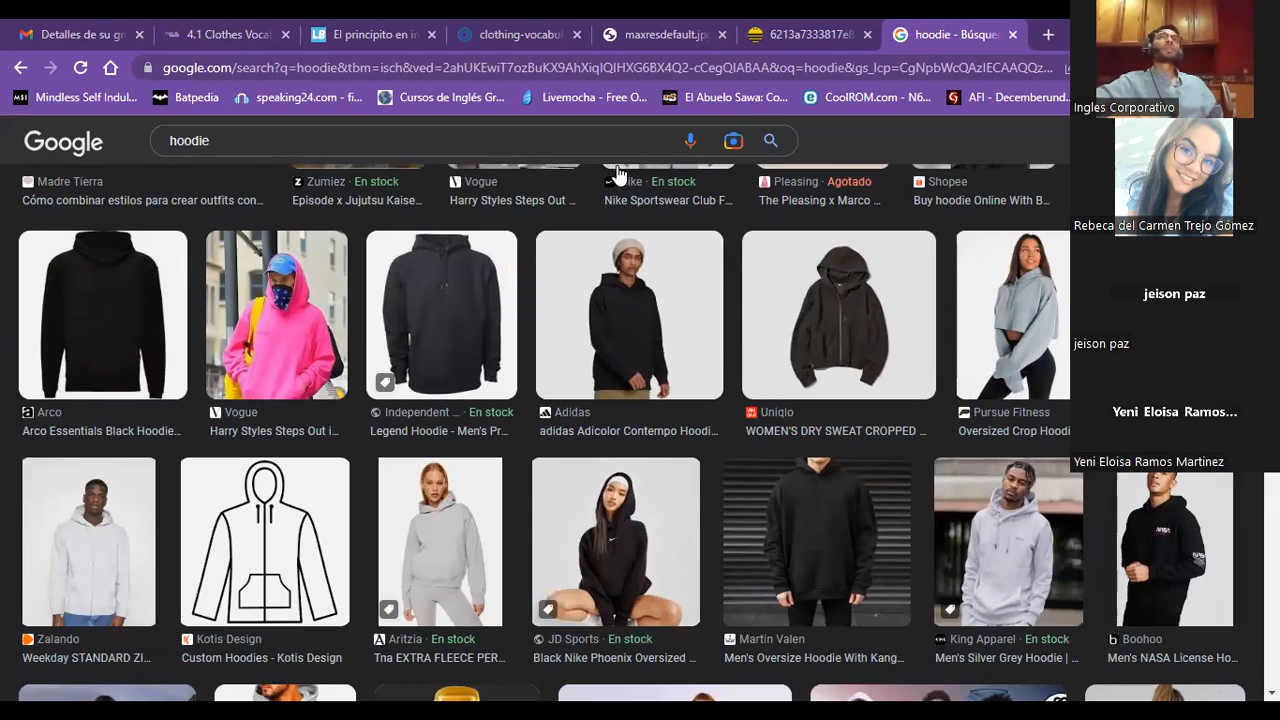 Detalles de su gr
4.1 Clothes Voca
El principito en in
clothing-vocabul
maxresdefault.jp
6213a7333817e8
hoodie - Búsque
google.com/search?q=hoodie&tbm=isch&ved=2ahUKEwiT7ozBuKX9AhXiqlQIHXG6BX4Q2-cCegQIABAA&oq=hoodie&gs_lcp=CgNpbWcQAzIECAAQQz...
Mindless Self Indul...
Batpedia
speaking24.com - fi...
Cursos de Inglés Gr...
Livemocha - Free O...
El Abuelo Sawa: Co...
CoolROM.com - N6...
AFI - Decemberund
Google
hoodie
Madre Tierra
Zumiez · En stock
Vogue
ike · En stock
Pleasing · Agotado
Shopee
Cómo combinar estilos para crear outfits con...
Episode x Jujutsu Kaise...
Harry Styles Steps Out ...
Nike Sportswear Club F...
The Pleasing x Marco ...
Buy hoodie Online With B...
Arco
Vogue
Independent ... · En stock
Adidas
Uniqlo
Pursue Fitness
Arco Essentials Black Hoodie...
Harry Styles Steps Out i...
Legend Hoodie - Men's Pr...
adidas Adicolor Contempo Hoodi...
WOMEN'S DRY SWEAT CROPPED ...
Oversized Crop Hoodi
NASA
Zalando
Kotis Design
Aritzia · En stock
JD Sports · En stock
Martin Valen
King Apparel · En stock
Boohoo
Weekday STANDARD ZI...
Custom Hoodies - Kotis Design
Tna EXTRA FLEECE PER...
Black Nike Phoenix Oversized ...
Men's Oversize Hoodie With Kang...
Men's Silver Grey Hoodie | ...
Men's NASA License Ho...
Ingles Corporativo
Rebeca del Carmen Trejo Gómez
jeison paz
jeison paz
Yeni Eloisa Ramos...
Yeni Eloisa Ramos Martinez